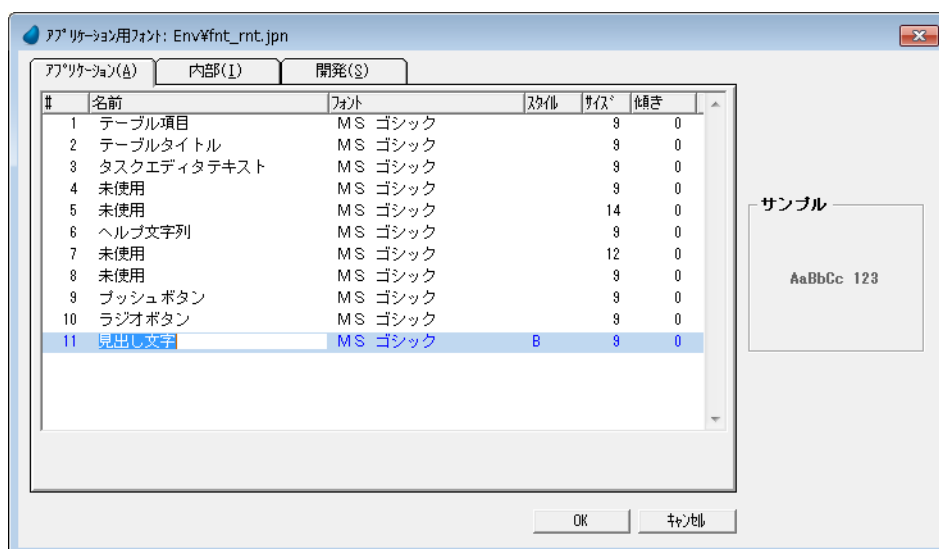 ｱﾌﾟﾘｹｰｼｮﾝ用ﾌｫﾝﾄ: Env¥fnt_rnt.jpn
ｱﾌﾟﾘｹｰｼｮﾝ(A) 内部(I) 開発(S)
# 名前 ﾌｫﾝﾄ ｽﾀｲﾙ ｻｲｽﾞ 傾き
1 テーブル項目 ＭＳ ゴシック 9 0
2 テーブルタイトル ＭＳ ゴシック 9 0
3 タスクエディタテキスト ＭＳ ゴシック 9 0
4 未使用 ＭＳ ゴシック 9 0
5 未使用 ＭＳ ゴシック 14 0
6 ヘルプ文字列 ＭＳ ゴシック 9 0
7 未使用 ＭＳ ゴシック 12 0
8 未使用 ＭＳ ゴシック 9 0
9 プッシュボタン ＭＳ ゴシック 9 0
10 ラジオボタン ＭＳ ゴシック 9 0
11 見出し文字 ＭＳ ゴシック B 9 0
サンプル
AaBbCc 123
OK ｷｬﾝｾﾙ